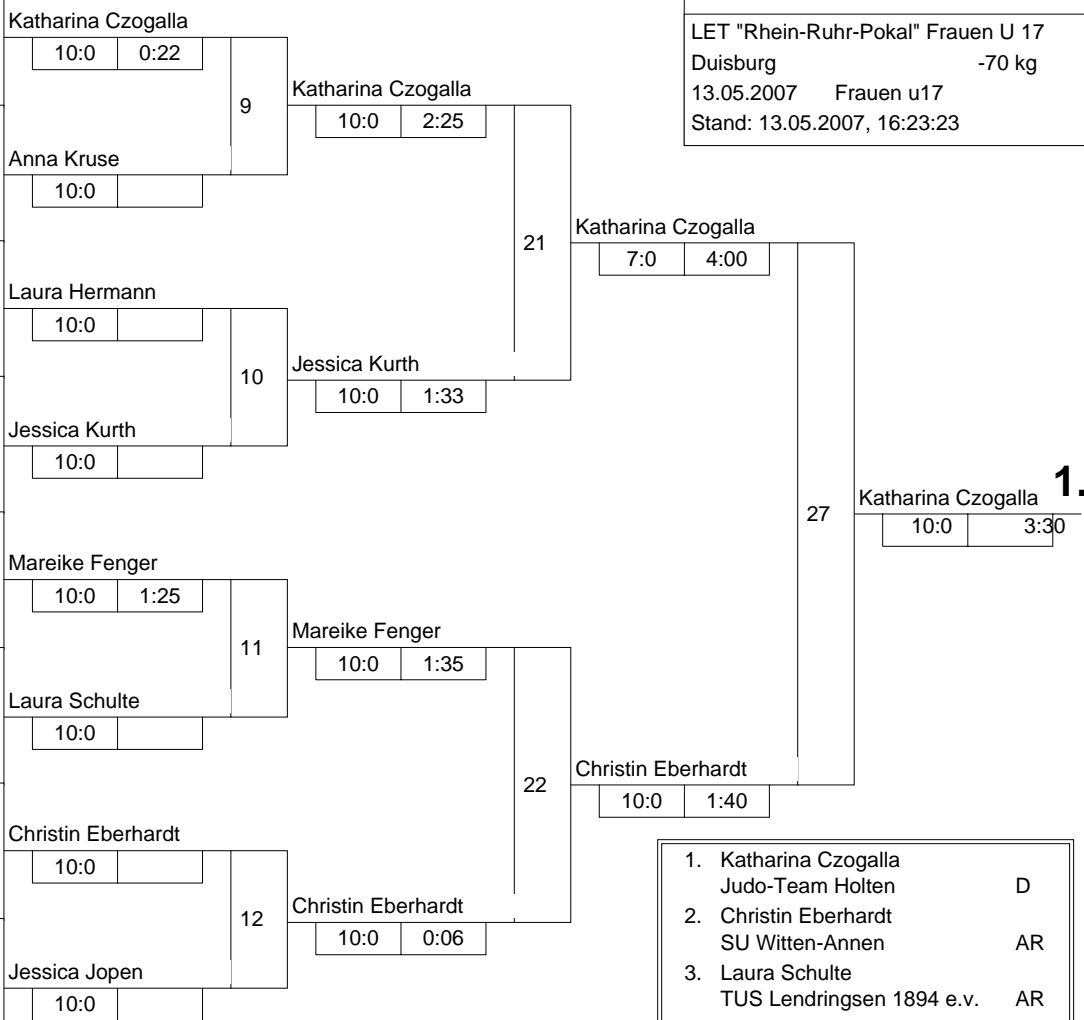 LET "Rhein-Ruhr-Pokal" Frauen U 17
Duisburg -70 kg
13.05.2007 Frauen u17
Stand: 13.05.2007, 16:23:23
Katharina Czogalla
10:0 0:22
9
Anna Kruse
10:0
Laura Hermann
10:0
10
Jessica Kurth
10:0
Mareike Fenger
10:0 1:25
11
Laura Schulte
10:0
Christin Eberhardt
10:0
12
Jessica Jopen
10:0
Katharina Czogalla
10:0 2:25
21
Jessica Kurth
10:0 1:33
Mareike Fenger
10:0 1:35
22
Christin Eberhardt
10:0 0:06
Katharina Czogalla
7:0 4:00
27
Christin Eberhardt
10:0 1:40
Katharina Czogalla 1.
10:0 3:30
1. Katharina Czogalla
Judo-Team Holten D
2. Christin Eberhardt
SU Witten-Annen AR
3. Laura Schulte
TUS Lendringsen 1894 e.v. AR